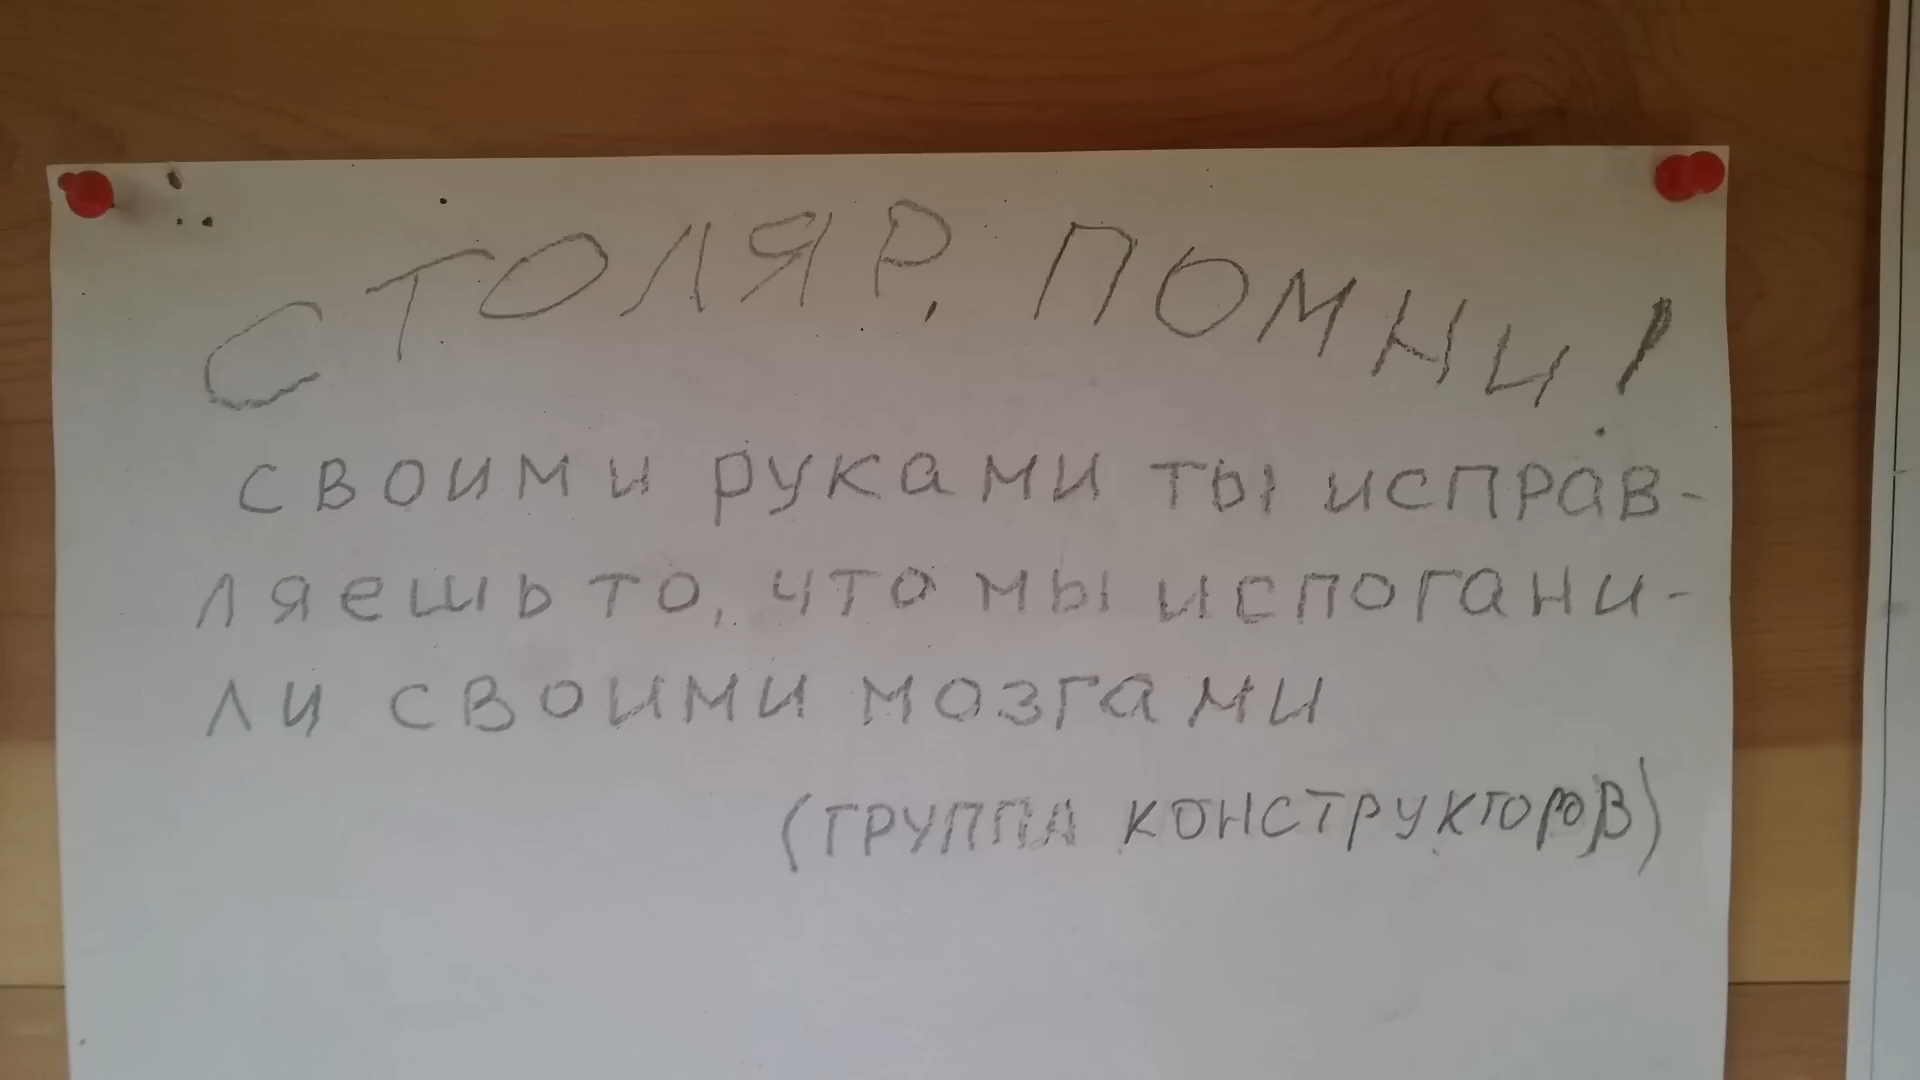 СТОЛЯР, ПОМНИ!
своими руками ты исправ-
ляешь то, что мы испогани-
ли своими мозгами
(ГРУППА КОНСТРУКТОРОВ)